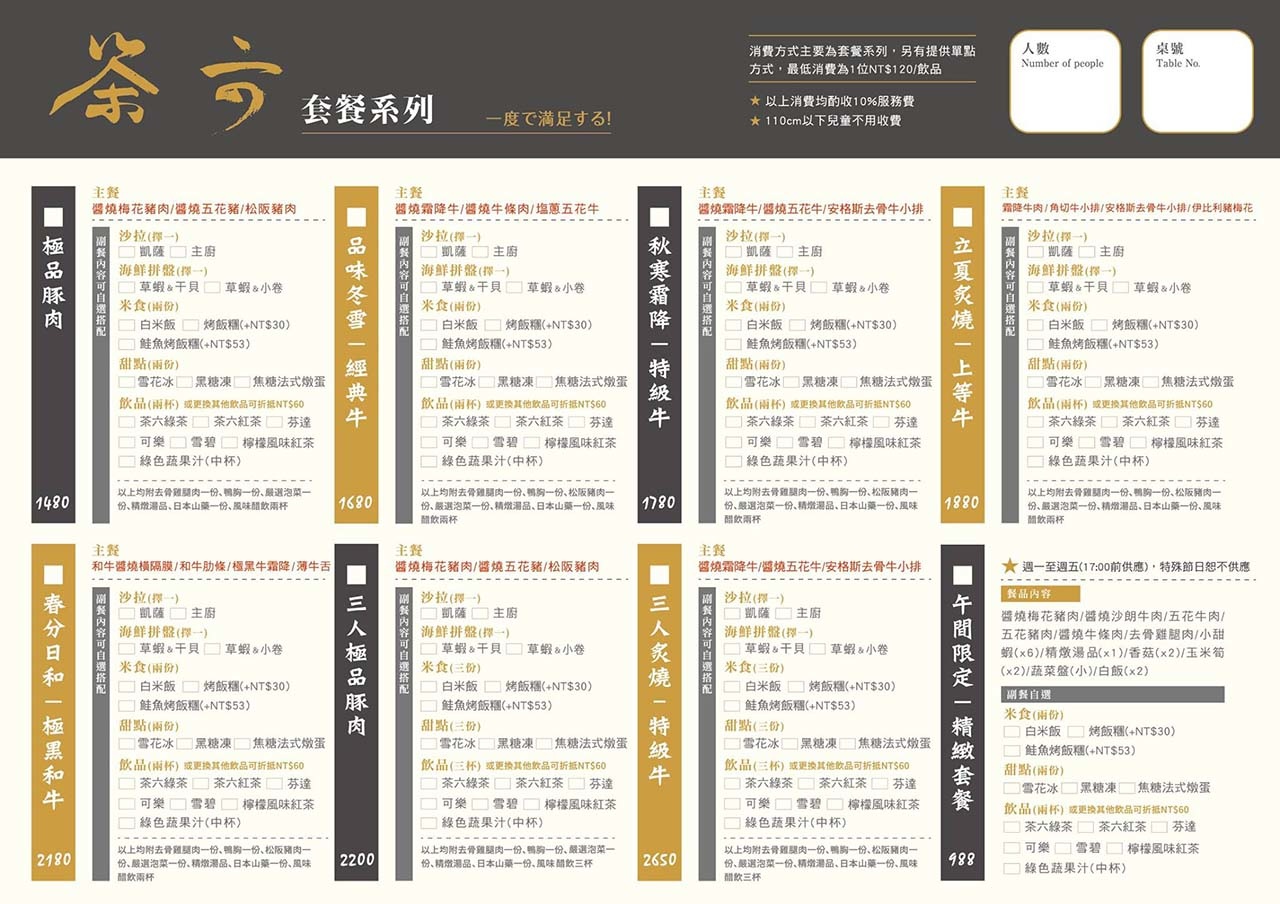 茶六
套餐系列
一度で満足する!
消費方式主要為套餐系列，另有提供單點
方式，最低消費為1位NT$120/飲品
★ 以上消費均酌收10%服務費
★ 110cm以下兒童不用收費
人數
Number of people
桌號
Table No.
極品豚肉
1480
主餐
醬燒梅花豬肉/醬燒五花豬/松阪豬肉
副餐內容可自選搭配
沙拉(擇一)
凱薩 主廚
海鮮拼盤(擇一)
草蝦&干貝 草蝦&小卷
米食(兩份)
白米飯 烤飯糰(+NT$30)
鮭魚烤飯糰(+NT$53)
甜點(兩份)
雪花冰 黑糖凍 焦糖法式燉蛋
飲品(兩杯) 或更換其他飲品可折抵NT$60
茶六綠茶 茶六紅茶 芬達
可樂 雪碧 檸檬風味紅茶
綠色蔬果汁(中杯)
以上均附去骨雞腿肉一份、鴨胸一份、嚴選泡菜一
份、精燉湯品、日本山藥一份、風味醋飲兩杯
品味冬雪｜經典牛
1680
主餐
醬燒霜降牛/醬燒牛條肉/塩蔥五花牛
副餐內容可自選搭配
沙拉(擇一)
凱薩 主廚
海鮮拼盤(擇一)
草蝦&干貝 草蝦&小卷
米食(兩份)
白米飯 烤飯糰(+NT$30)
鮭魚烤飯糰(+NT$53)
甜點(兩份)
雪花冰 黑糖凍 焦糖法式燉蛋
飲品(兩杯) 或更換其他飲品可折抵NT$60
茶六綠茶 茶六紅茶 芬達
可樂 雪碧 檸檬風味紅茶
綠色蔬果汁(中杯)
以上均附去骨雞腿肉一份、鴨胸一份、松阪豬肉一
份、嚴選泡菜一份、精燉湯品、日本山藥一份、風味
醋飲兩杯
秋寒霜降｜特級牛
1780
主餐
醬燒霜降牛/醬燒五花牛/安格斯去骨牛小排
副餐內容可自選搭配
沙拉(擇一)
凱薩 主廚
海鮮拼盤(擇一)
草蝦&干貝 草蝦&小卷
米食(兩份)
白米飯 烤飯糰(+NT$30)
鮭魚烤飯糰(+NT$53)
甜點(兩份)
雪花冰 黑糖凍 焦糖法式燉蛋
飲品(兩杯) 或更換其他飲品可折抵NT$60
茶六綠茶 茶六紅茶 芬達
可樂 雪碧 檸檬風味紅茶
綠色蔬果汁(中杯)
以上均附去骨雞腿肉一份、鴨胸一份、松阪豬肉一
份、嚴選泡菜一份、精燉湯品、日本山藥一份、風味
醋飲兩杯
立夏炙燒｜上等牛
1880
主餐
霜降牛肉/角切牛小排/安格斯去骨牛小排/伊比利豬梅花
副餐內容可自選搭配
沙拉(擇一)
凱薩 主廚
海鮮拼盤(擇一)
草蝦&干貝 草蝦&小卷
米食(兩份)
白米飯 烤飯糰(+NT$30)
鮭魚烤飯糰(+NT$53)
甜點(兩份)
雪花冰 黑糖凍 焦糖法式燉蛋
飲品(兩杯) 或更換其他飲品可折抵NT$60
茶六綠茶 茶六紅茶 芬達
可樂 雪碧 檸檬風味紅茶
綠色蔬果汁(中杯)
以上均附去骨雞腿肉一份、鴨胸一份、松阪豬肉一
份、嚴選泡菜一份、精燉湯品、日本山藥一份、風味
醋飲兩杯
春分日和｜極黑和牛
2180
主餐
和牛醬燒橫隔膜/和牛肋條/極黑牛霜降/薄牛舌
副餐內容可自選搭配
沙拉(擇一)
凱薩 主廚
海鮮拼盤(擇一)
草蝦&干貝 草蝦&小卷
米食(兩份)
白米飯 烤飯糰(+NT$30)
鮭魚烤飯糰(+NT$53)
甜點(兩份)
雪花冰 黑糖凍 焦糖法式燉蛋
飲品(兩杯) 或更換其他飲品可折抵NT$60
茶六綠茶 茶六紅茶 芬達
可樂 雪碧 檸檬風味紅茶
綠色蔬果汁(中杯)
以上均附去骨雞腿肉一份、鴨胸一份、松阪豬肉一
份、嚴選泡菜一份、精燉湯品、日本山藥一份、風味
醋飲兩杯
三人極品豚肉
2200
主餐
醬燒梅花豬肉/醬燒五花豬/松阪豬肉
副餐內容可自選搭配
沙拉(擇一)
凱薩 主廚
海鮮拼盤(擇一)
草蝦&干貝 草蝦&小卷
米食(三份)
白米飯 烤飯糰(+NT$30)
鮭魚烤飯糰(+NT$53)
甜點(三份)
雪花冰 黑糖凍 焦糖法式燉蛋
飲品(三杯) 或更換其他飲品可折抵NT$60
茶六綠茶 茶六紅茶 芬達
可樂 雪碧 檸檬風味紅茶
綠色蔬果汁(中杯)
以上均附去骨雞腿肉一份、鴨胸一份、嚴選泡菜一
份、精燉湯品、日本山藥一份、風味醋飲三杯
三人炙燒｜特級牛
2650
主餐
醬燒霜降牛/醬燒五花牛/安格斯去骨牛小排
副餐內容可自選搭配
沙拉(擇一)
凱薩 主廚
海鮮拼盤(擇一)
草蝦&干貝 草蝦&小卷
米食(三份)
白米飯 烤飯糰(+NT$30)
鮭魚烤飯糰(+NT$53)
甜點(三份)
雪花冰 黑糖凍 焦糖法式燉蛋
飲品(三杯) 或更換其他飲品可折抵NT$60
茶六綠茶 茶六紅茶 芬達
可樂 雪碧 檸檬風味紅茶
綠色蔬果汁(中杯)
以上均附去骨雞腿肉一份、鴨胸一份、松阪豬肉一
份、嚴選泡菜一份、精燉湯品、日本山藥一份、風味
醋飲三杯
午間限定｜精緻套餐
988
★ 週一至週五(17:00前供應)，特殊節日恕不供應
餐品內容
醬燒梅花豬肉/醬燒沙朗牛肉/五花牛肉/
五花豬肉/醬燒牛條肉/去骨雞腿肉/小甜
蝦(x6)/精燉湯品(x1)/香菇(x2)/玉米筍
(x2)/蔬菜盤(小)/白飯(x2)
副餐自選
米食(兩份)
白米飯 烤飯糰(+NT$30)
鮭魚烤飯糰(+NT$53)
甜點(兩份)
雪花冰 黑糖凍 焦糖法式燉蛋
飲品(兩杯) 或更換其他飲品可折抵NT$60
茶六綠茶 茶六紅茶 芬達
可樂 雪碧 檸檬風味紅茶
綠色蔬果汁(中杯)